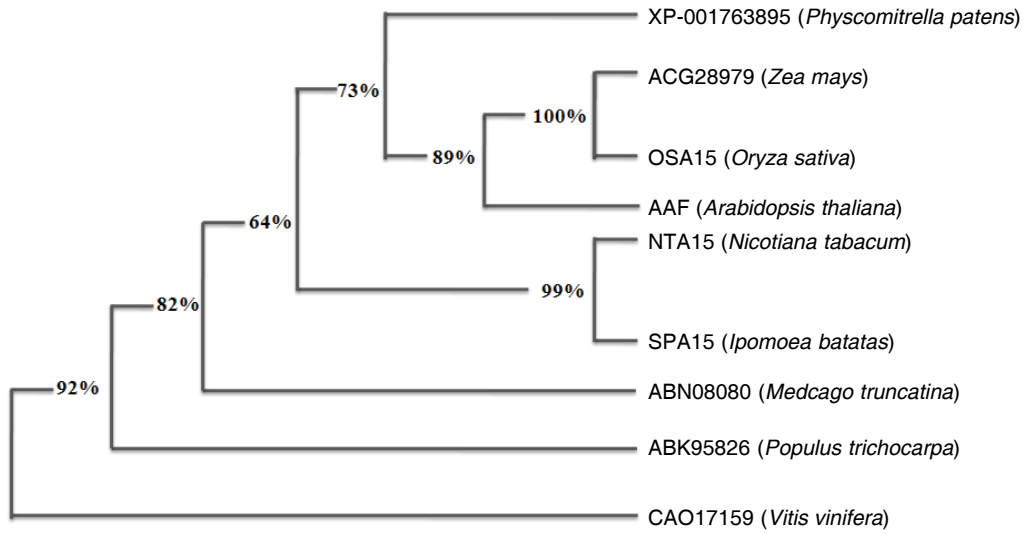 XP-001763895 (Physcomitrella patens)
73%
ACG28979 (Zea mays)
100%
89%
OSA15 (Oryza sativa)
AAF (Arabidopsis thaliana)
64%
NTA15 (Nicotiana tabacum)
99%
82%
SPA15 (Ipomoea batatas)
92%
ABN08080 (Medcago truncatina)
ABK95826 (Populus trichocarpa)
CAO17159 (Vitis vinifera)